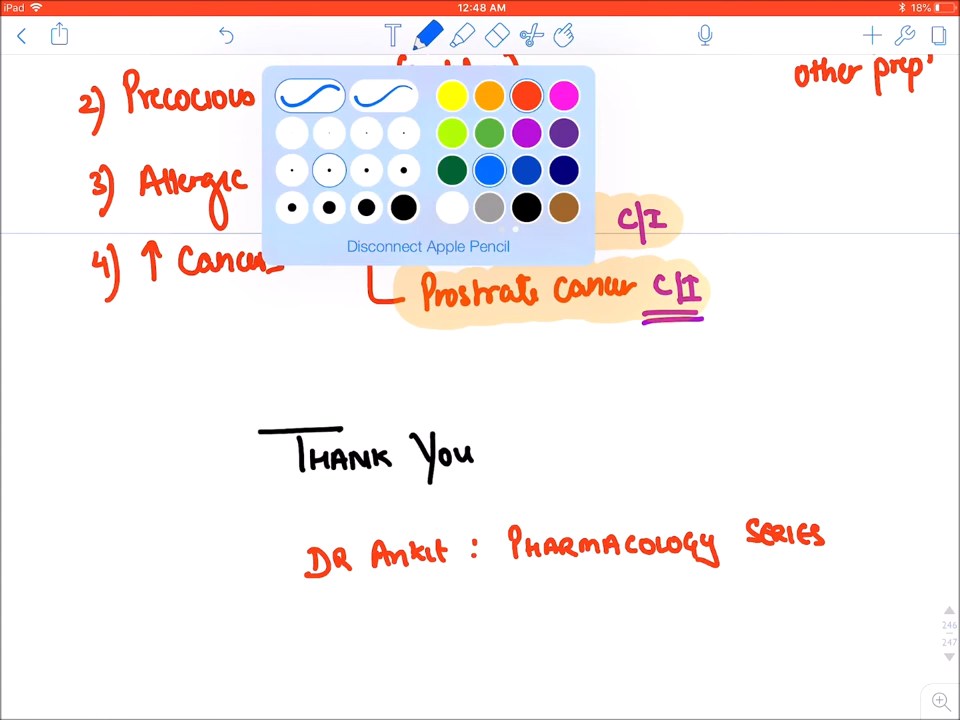 iPad 12:48 AM 18%
T
other prep
2) Precocious
3) Allergic
C/I
4) ↑ Cancers
Disconnect Apple Pencil
Prostrate Cancer C/I
THANK YOU
DR Ankit : PHARMACOLOGY SERIES
246
247